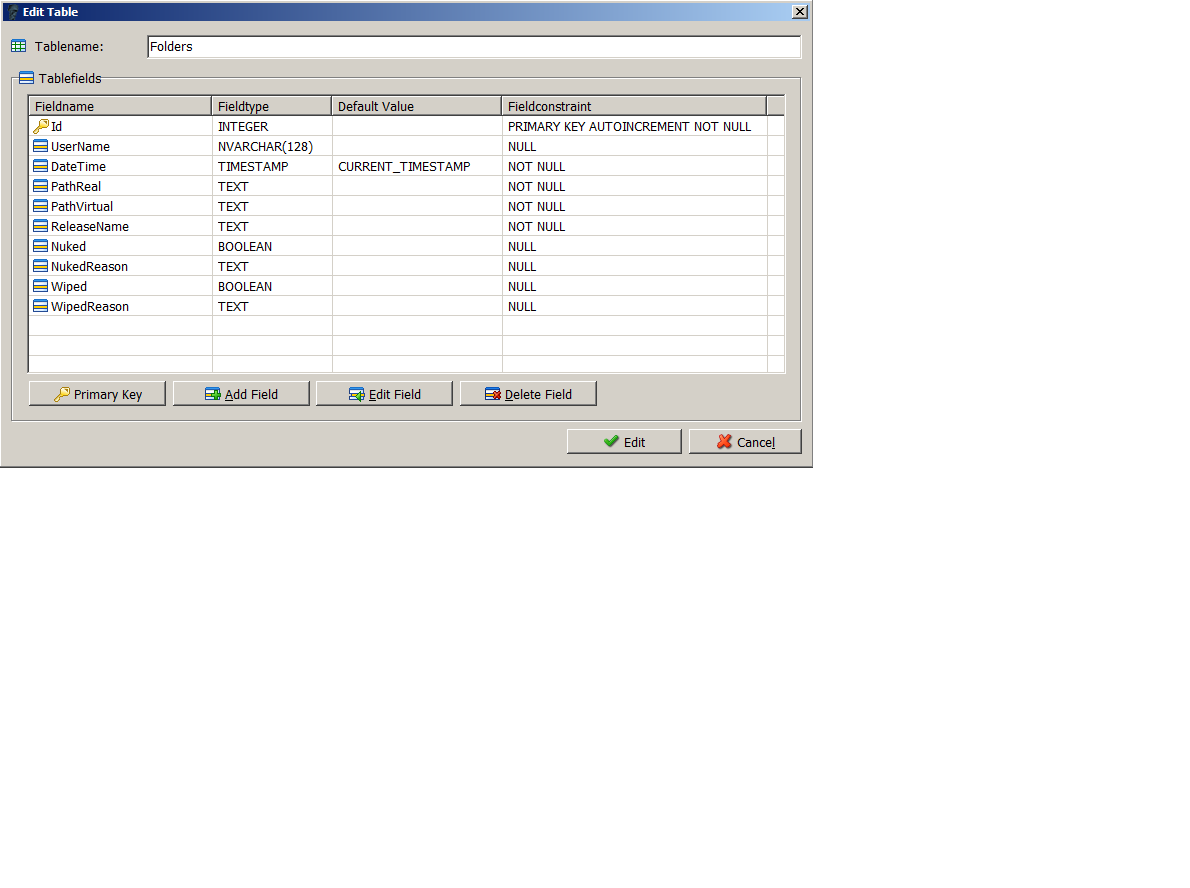 Edit Table
Tablename: Folders
Tablefields
Fieldname Fieldtype Default Value Fieldconstraint
Id INTEGER PRIMARY KEY AUTOINCREMENT NOT NULL
UserName NVARCHAR(128) NULL
DateTime TIMESTAMP CURRENT_TIMESTAMP NOT NULL
PathReal TEXT NOT NULL
PathVirtual TEXT NOT NULL
ReleaseName TEXT NOT NULL
Nuked BOOLEAN NULL
NukedReason TEXT NULL
Wiped BOOLEAN NULL
WipedReason TEXT NULL
Primary Key Add Field Edit Field Delete Field
Edit Cancel